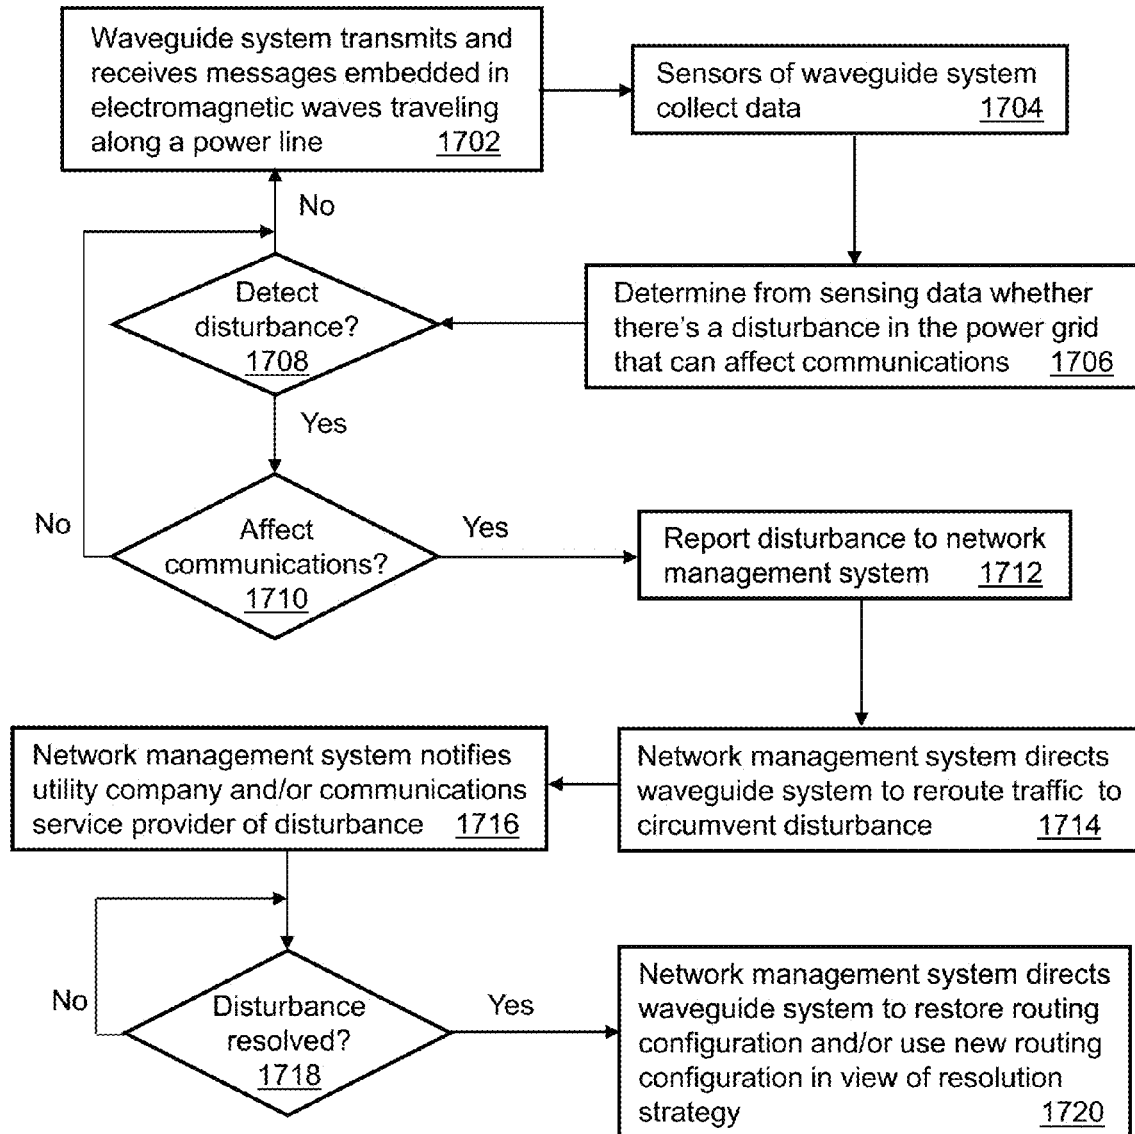 Waveguide system transmits and
receives messages embedded in
electromagnetic waves traveling
along a power line 1702
Sensors of waveguide system
collect data 1704
No
Detect
disturbance?
1708
Determine from sensing data whether
there's a disturbance in the power grid
that can affect communications 1706
Yes
No
Affect
communications?
1710
Yes
Report disturbance to network
management system 1712
Network management system notifies
utility company and/or communications
service provider of disturbance 1716
Network management system directs
waveguide system to reroute traffic to
circumvent disturbance 1714
No
Disturbance
resolved?
1718
Yes
Network management system directs
waveguide system to restore routing
configuration and/or use new routing
configuration in view of resolution
strategy 1720